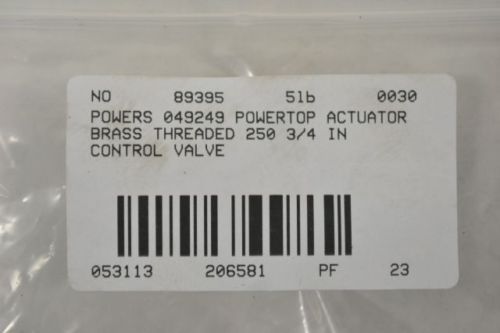 NO 89395 5lb 0030
POWERS 049249 POWERTOP ACTUATOR
BRASS THREADED 250 3/4 IN
CONTROL VALVE
053113 206581 PF 23